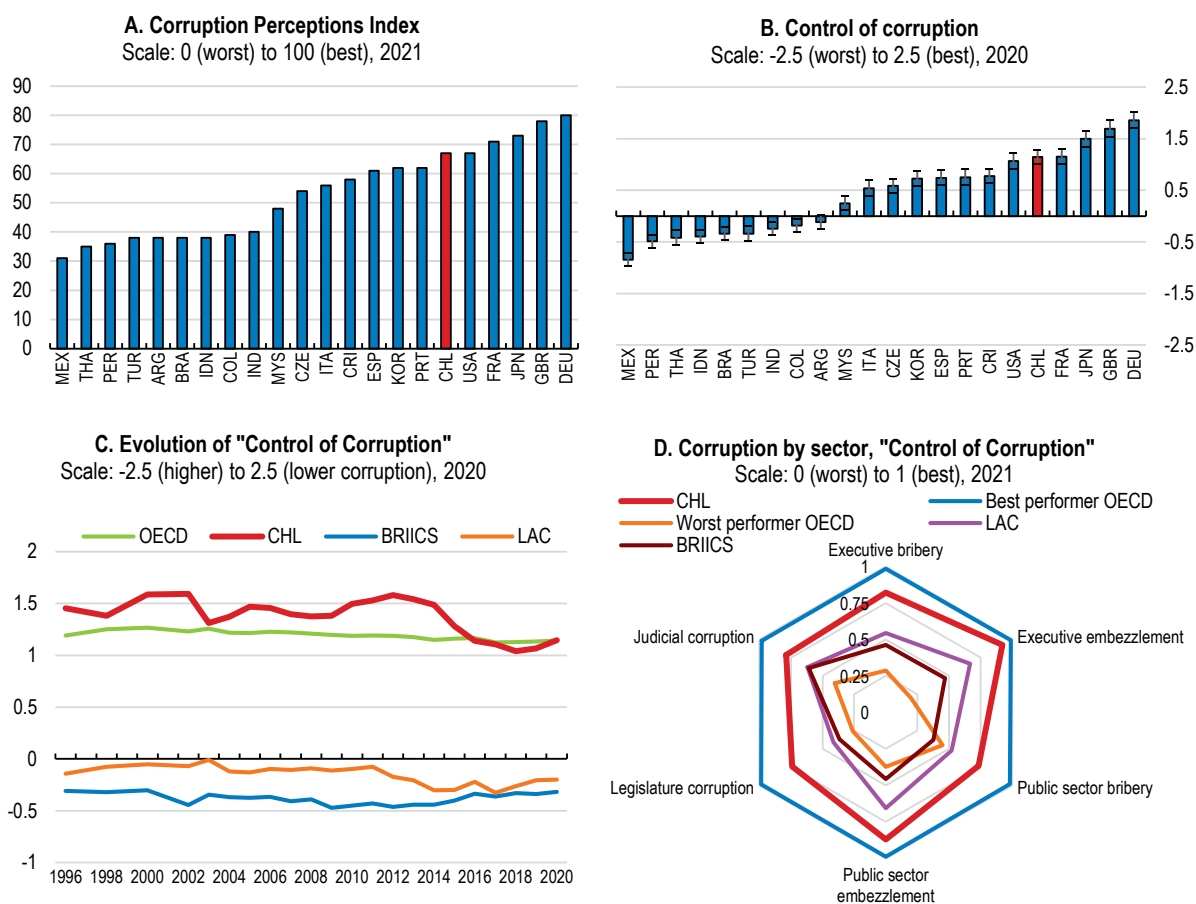 A. Corruption Perceptions Index
Scale: 0 (worst) to 100 (best), 2021
90
80
70
60
50
40
30
20
10
0
MEX THA PER TUR ARG BRA IDN COL IND MYS CZE ITA CRI ESP KOR PRT CHL USA FRA JPN GBR DEU
B. Control of corruption
Scale: -2.5 (worst) to 2.5 (best), 2020
2.5
1.5
0.5
-0.5
-1.5
-2.5
MEX PER THA IDN BRA TUR IND COL ARG MYS ITA CZE KOR ESP PRT CRI USA CHL FRA JPN GBR DEU
C. Evolution of "Control of Corruption"
Scale: -2.5 (higher) to 2.5 (lower corruption), 2020
OECD CHL BRIICS LAC
2
1.5
1
0.5
0
-0.5
-1
1996 1998 2000 2002 2004 2006 2008 2010 2012 2014 2016 2018 2020
D. Corruption by sector, "Control of Corruption"
Scale: 0 (worst) to 1 (best), 2021
CHL Best performer OECD
Worst performer OECD LAC
BRIICS
Executive bribery
1
0.75
Judicial corruption Executive embezzlement
0.5
0.25
0
Legislature corruption Public sector bribery
Public sector
embezzlement